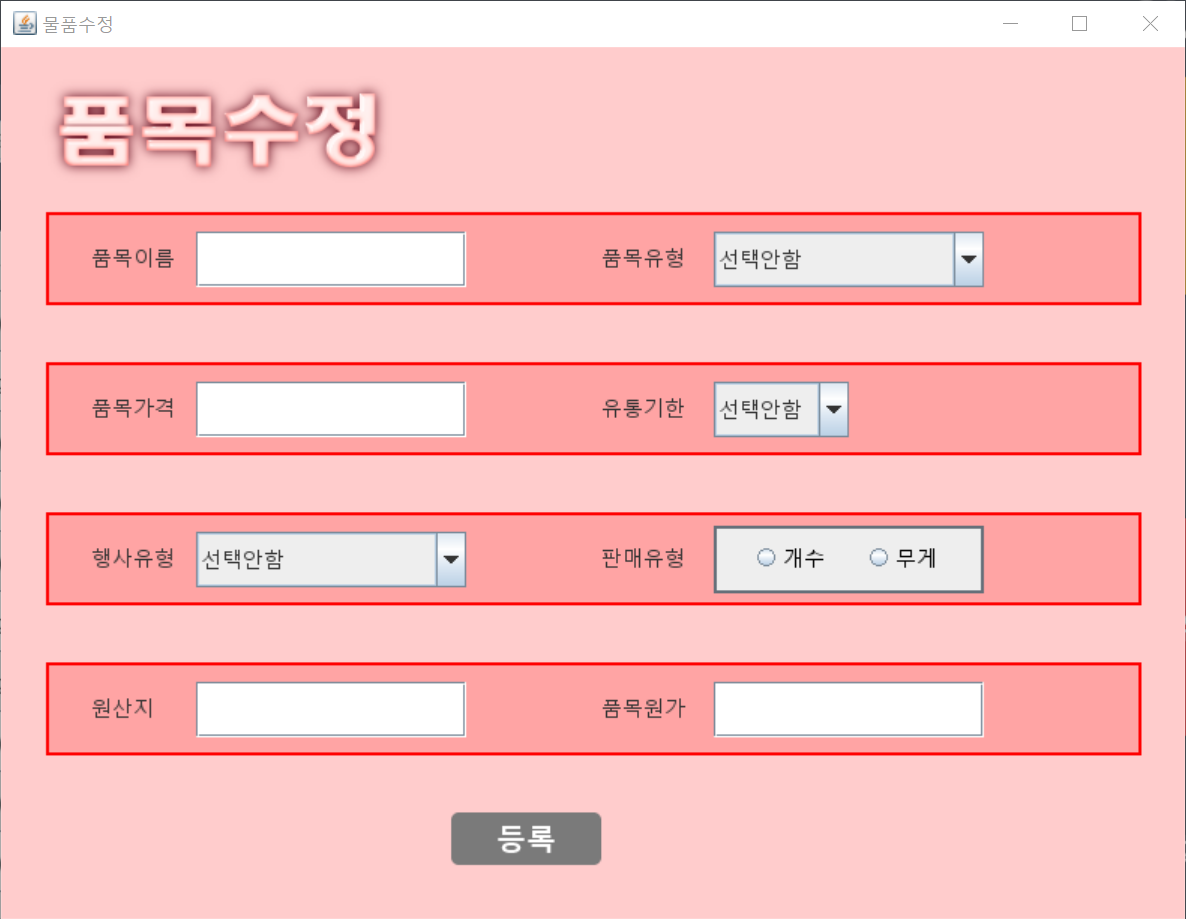 물품수정
품목수정
품목이름 품목유형 선택안함
품목가격 유통기한 선택안함
행사유형 선택안함 판매유형 개수 무게
원산지 품목원가
등록